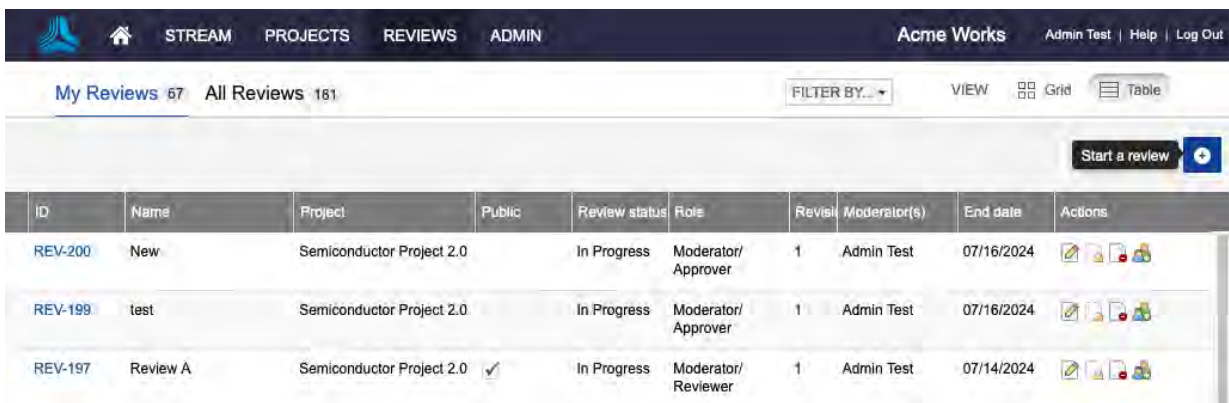 STREAM PROJECTS REVIEWS ADMIN Acme Works Admin Test | Help | Log Out
My Reviews 67 All Reviews 181 FILTER BY... VIEW Grid Table
Start a review
ID Name Project Public Review status Role Revisi Moderator(s) End date Actions
REV-200 New Semiconductor Project 2.0 In Progress Moderator/ 1 Admin Test 07/16/2024
Approver
REV-199 test Semiconductor Project 2.0 In Progress Moderator/ 1 Admin Test 07/16/2024
Approver
REV-197 Review A Semiconductor Project 2.0 ✓ In Progress Moderator/ 1 Admin Test 07/14/2024
Reviewer